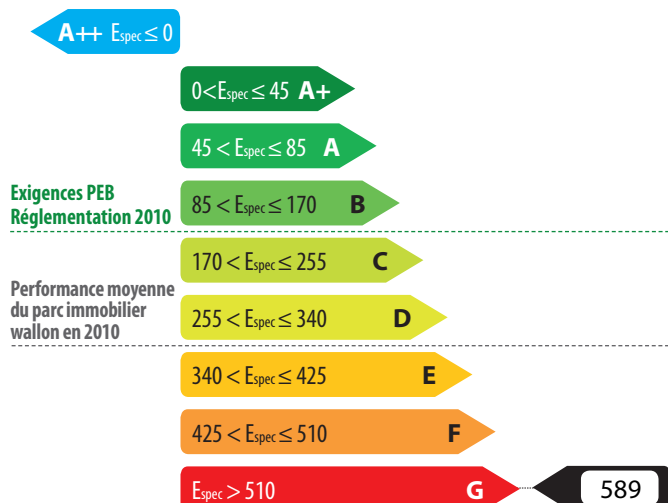 A++ Espec ≤ 0
0<Espec ≤ 45 A+
45 < Espec ≤ 85 A
Exigences PEB
Réglementation 2010
85 < Espec ≤ 170 B
170 < Espec ≤ 255 C
Performance moyenne
du parc immobilier
wallon en 2010
255 < Espec ≤ 340 D
340 < Espec ≤ 425 E
425 < Espec ≤ 510 F
Espec > 510 G
589